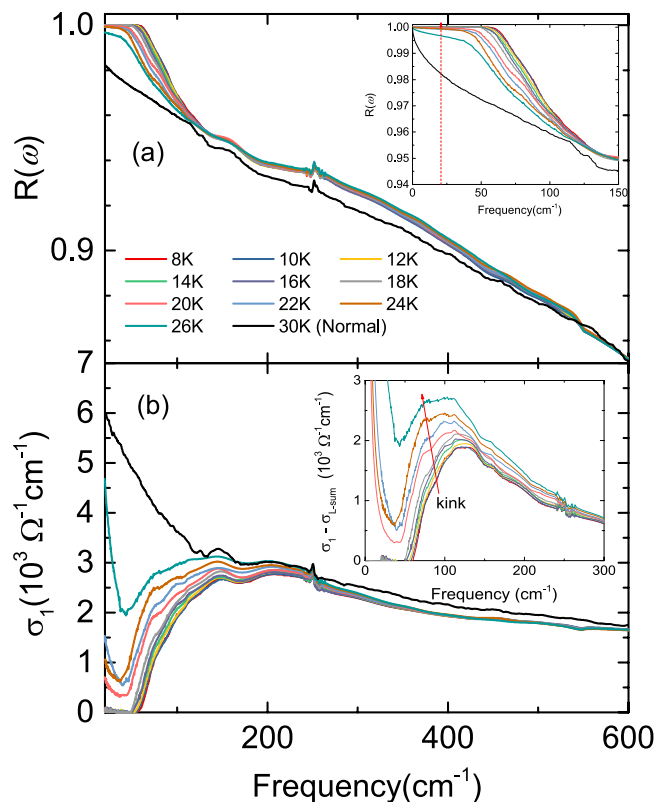 1.0
R(ω)
(a)
0.9
8K 10K 12K
14K 16K 18K
20K 22K 24K
26K 30K (Normal)
1.00
0.99
0.98
0.97
0.96
0.95
0.94
R(ω)
0 50 100 150
Frequency(cm-1)
7
6
5
4
3
2
1
0
σ1(10³ Ω-1cm-1)
(b)
3
2
1
0
σ1 - σL-sum (10³ Ω-1cm-1)
kink
0 100 200 300
Frequency (cm-1)
200 400 600
Frequency(cm-1)